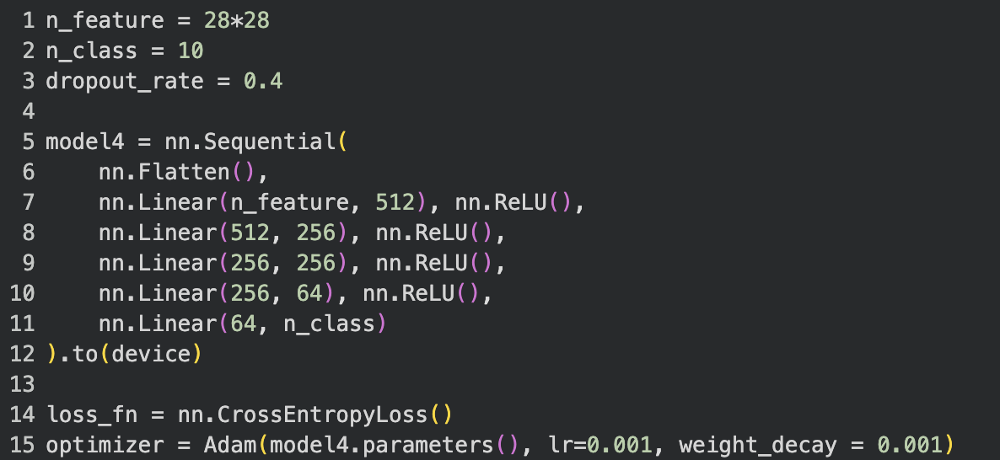 1 n_feature = 28*28
2 n_class = 10
3 dropout_rate = 0.4
4
5 model4 = nn.Sequential(
6     nn.Flatten(),
7     nn.Linear(n_feature, 512), nn.ReLU(),
8     nn.Linear(512, 256), nn.ReLU(),
9     nn.Linear(256, 256), nn.ReLU(),
10     nn.Linear(256, 64), nn.ReLU(),
11     nn.Linear(64, n_class)
12 ).to(device)
13
14 loss_fn = nn.CrossEntropyLoss()
15 optimizer = Adam(model4.parameters(), lr=0.001, weight_decay = 0.001)